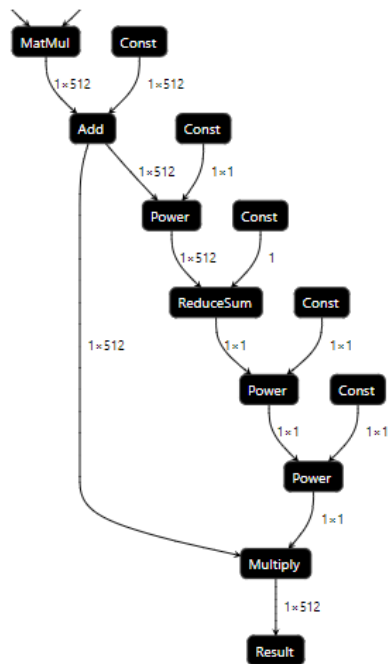 MatMul Const
1×512 1×512
Add Const
1×512 1×1
Power Const
1×512 1
ReduceSum Const
1×512
1×1 1×1
Power Const
1×1 1×1
Power
1×1
Multiply
1×512
Result